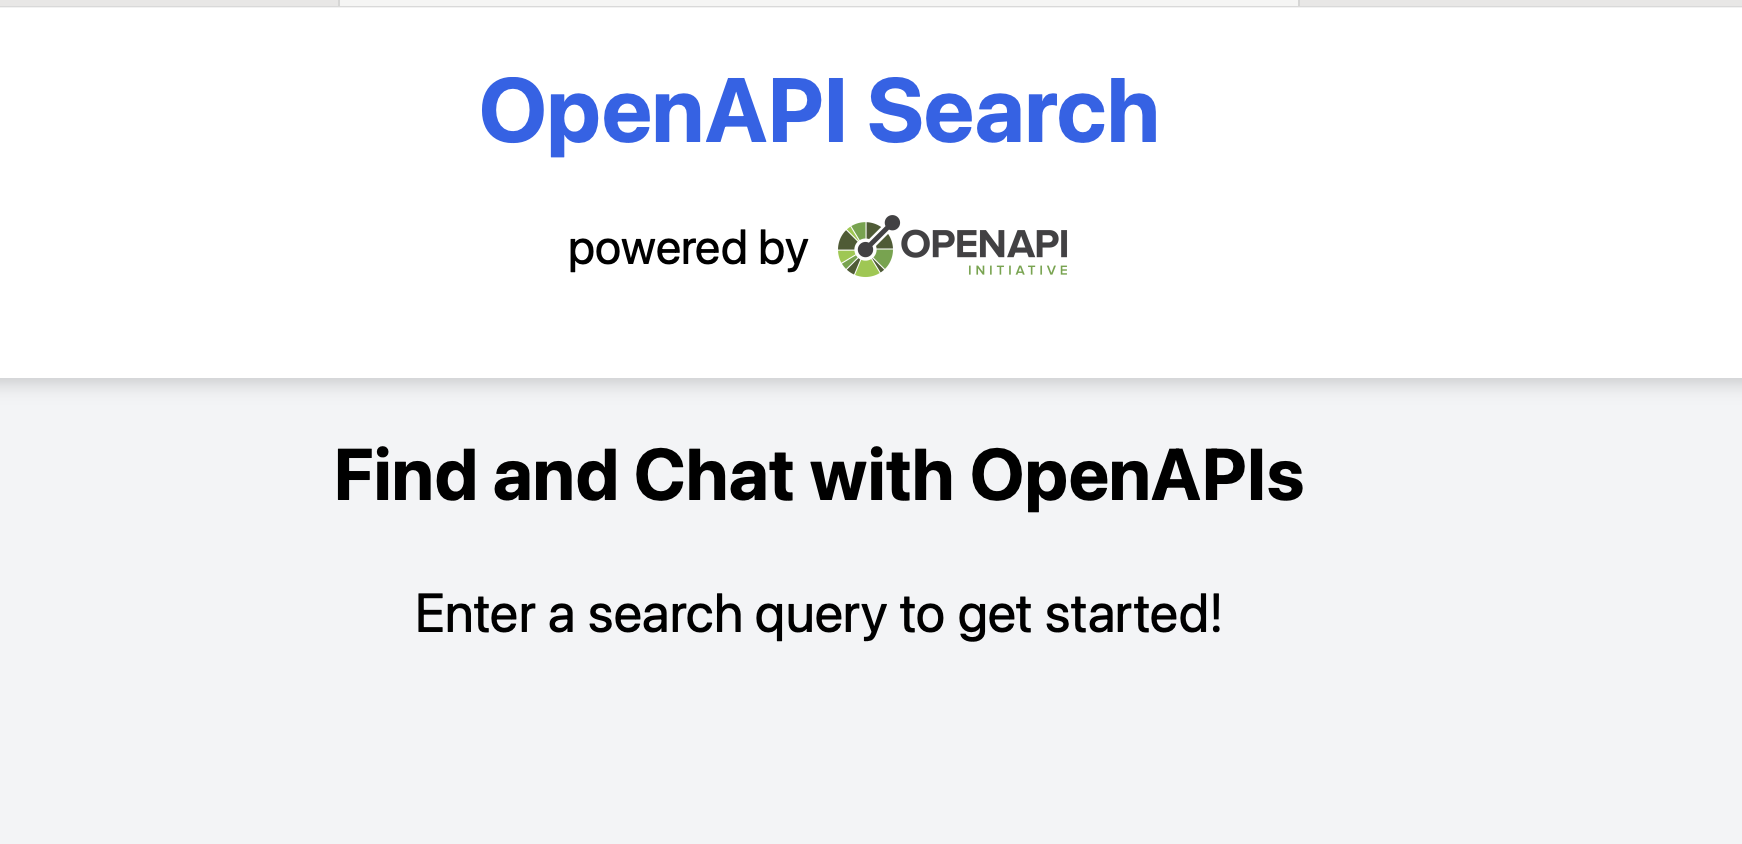 OpenAPI Search
powered by OPENAPI
INITIATIVE
Find and Chat with OpenAPIs
Enter a search query to get started!